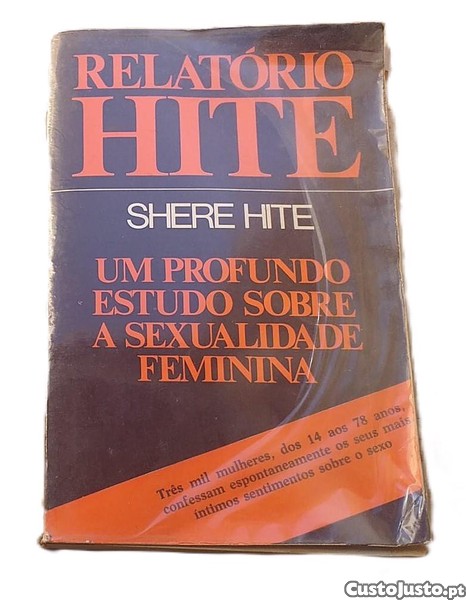 RELATÓRIO
HITE
SHERE HITE
UM PROFUNDO
ESTUDO SOBRE
A SEXUALIDADE
FEMININA
Três mil mulheres, dos 14 aos 78 anos,
confessam espontaneamente os seus mais
íntimos sentimentos sobre o sexo
CustoJusto.pt